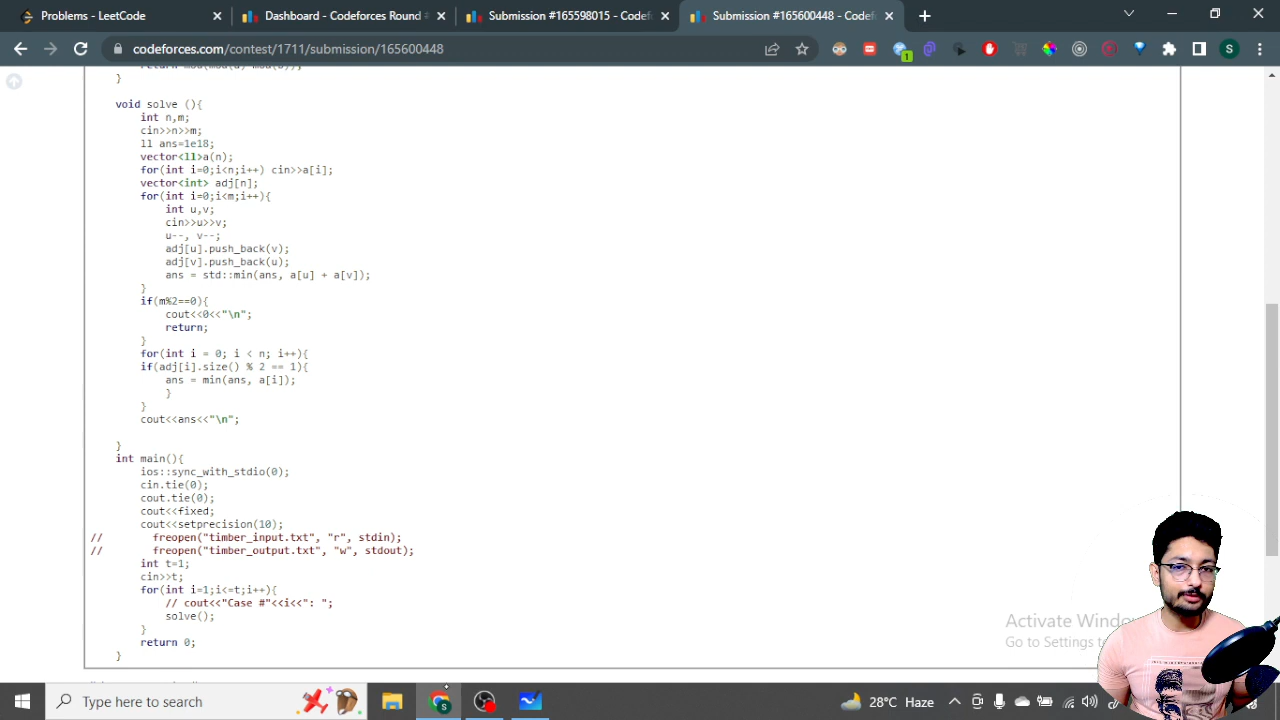 Problems - LeetCode
Dashboard - Codeforces Round
Submission #165598015 - Codef
Submission #165600448 - Codefi
codeforces.com/contest/1711/submission/165600448
S
1
}
void solve (){
int n,m;
cin>>n>>m;
ll ans=1e18;
vector<ll>a(n);
for(int i=0;i<n;i++) cin>>a[i];
vector<int> adj[n];
for(int i=0;i<m;i++){
int u,v;
cin>>u>>v;
u--, v--;
adj[u].push_back(v);
adj[v].push_back(u);
ans = std::min(ans, a[u] + a[v]);
}
if(m%2==0){
cout<<0<<"\n";
return;
}
for(int i = 0; i < n; i++){
if(adj[i].size() % 2 == 1){
ans = min(ans, a[i]);
}
}
cout<<ans<<"\n";
}
int main(){
ios::sync_with_stdio(0);
cin.tie(0);
cout.tie(0);
cout<<fixed;
cout<<setprecision(10);
// freopen("timber_input.txt", "r", stdin);
// freopen("timber_output.txt", "w", stdout);
int t=1;
cin>>t;
for(int i=1;i<=t;i++){
// cout<<"Case #"<<i<<": ";
solve();
}
return 0;
}
Activate Windo
Go to Settings t
Type here to search
28°C Haze